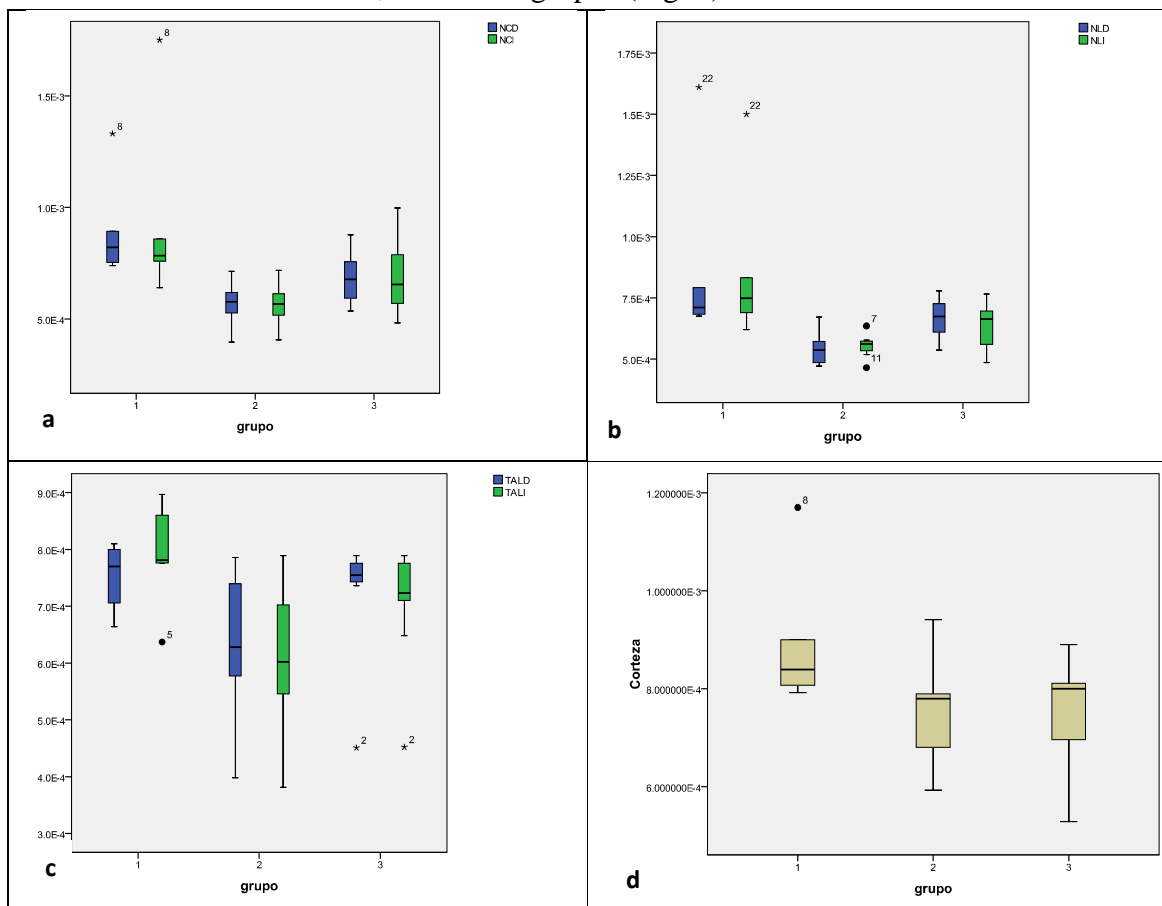 NCD
NCI
8
8
1.5E-3
1.0E-3
5.0E-4
1
2
3
grupo
a
NLD
NLI
1.75E-3
1.5E-3
1.25E-3
1.0E-3
7.5E-4
5.0E-4
22
22
7
11
1
2
3
grupo
b
TALD
TALI
9.0E-4
8.0E-4
7.0E-4
6.0E-4
5.0E-4
4.0E-4
3.0E-4
5
2
2
1
2
3
grupo
c
1.200000E-3
1.000000E-3
8.000000E-4
6.000000E-4
Corteza
8
1
2
3
grupo
d